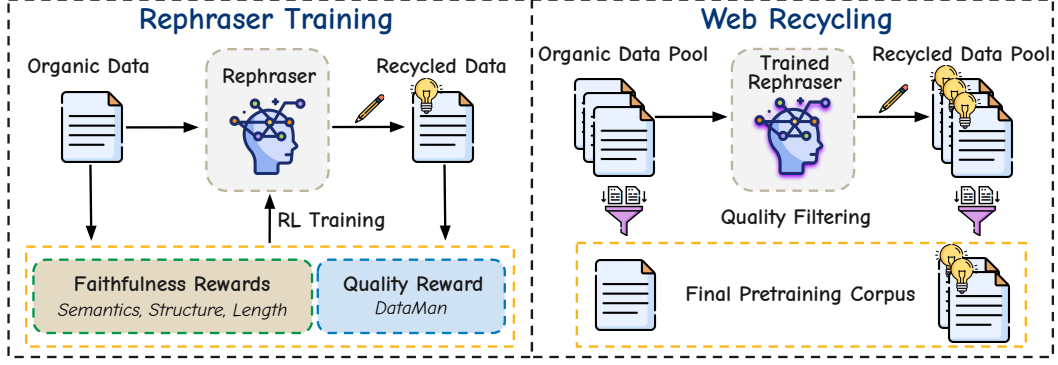 Rephraser Training
Organic Data
Rephraser
Recycled Data
RL Training
Faithfulness Rewards
Semantics, Structure, Length
Quality Reward
DataMan
Web Recycling
Organic Data Pool
Trained
Rephraser
Recycled Data Pool
Quality Filtering
Final Pretraining Corpus